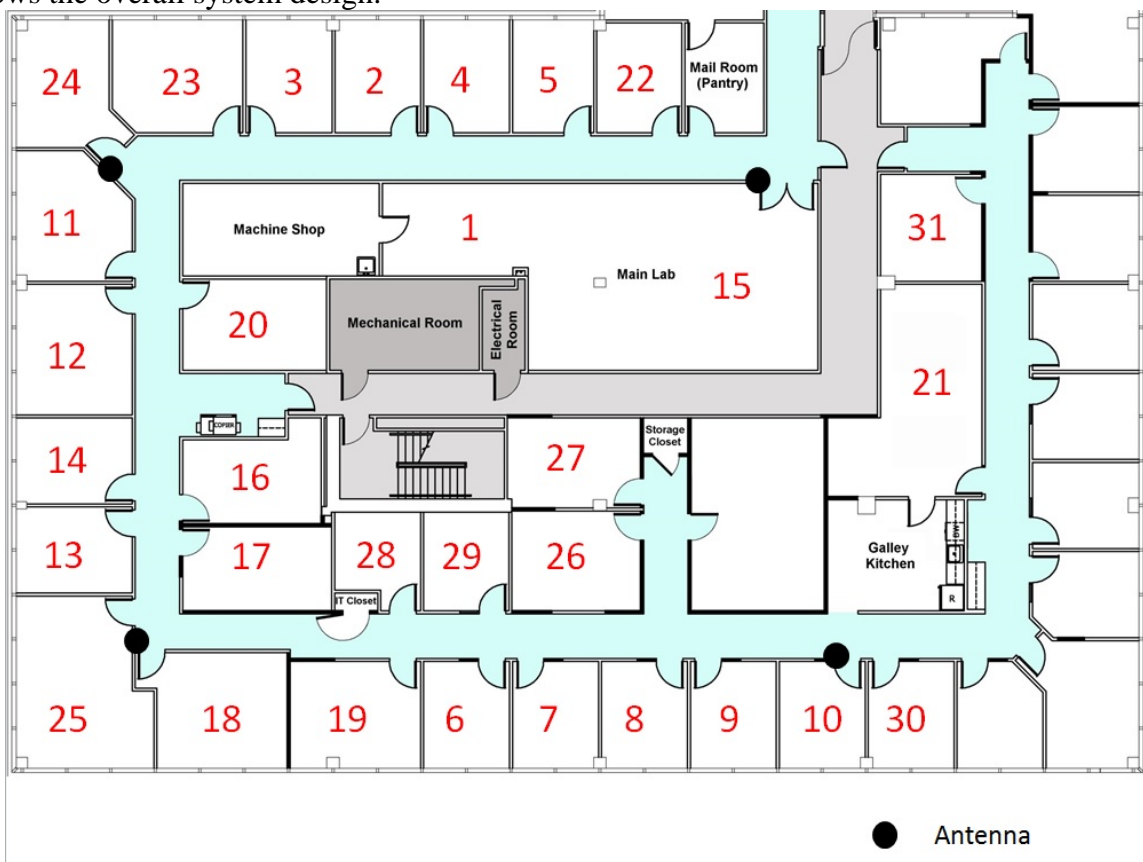 ows the overall system design.
24 23 3 2 4 5 22 Mail Room
(Pantry)
11 Machine Shop 1 31
Main Lab 15
12 20 Mechanical Room Electrical
Room 21
COPIER
14 16 27 Storage
Closet
13 17 28 29 26 Galley
Kitchen
DW
IT Closet R
25 18 19 6 7 8 9 10 30
Antenna